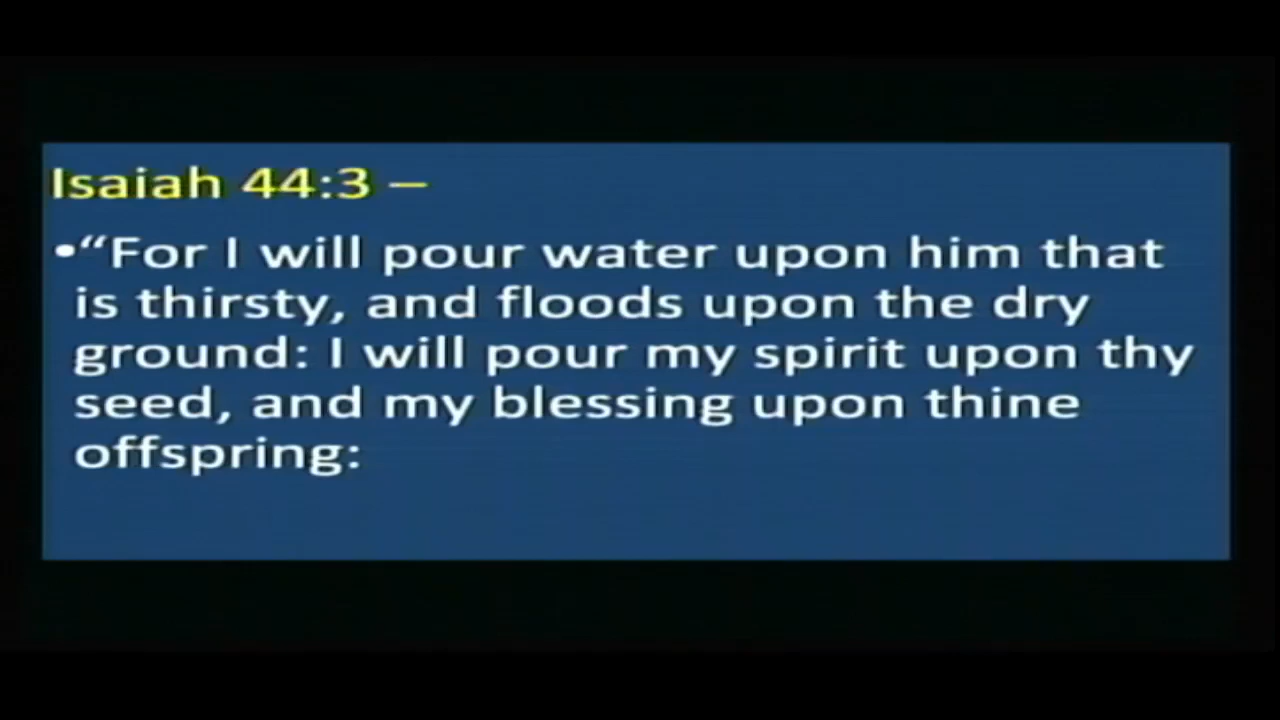 Isaiah 44:3 –
•“For I will pour water upon him that
is thirsty, and floods upon the dry
ground: I will pour my spirit upon thy
seed, and my blessing upon thine
offspring: